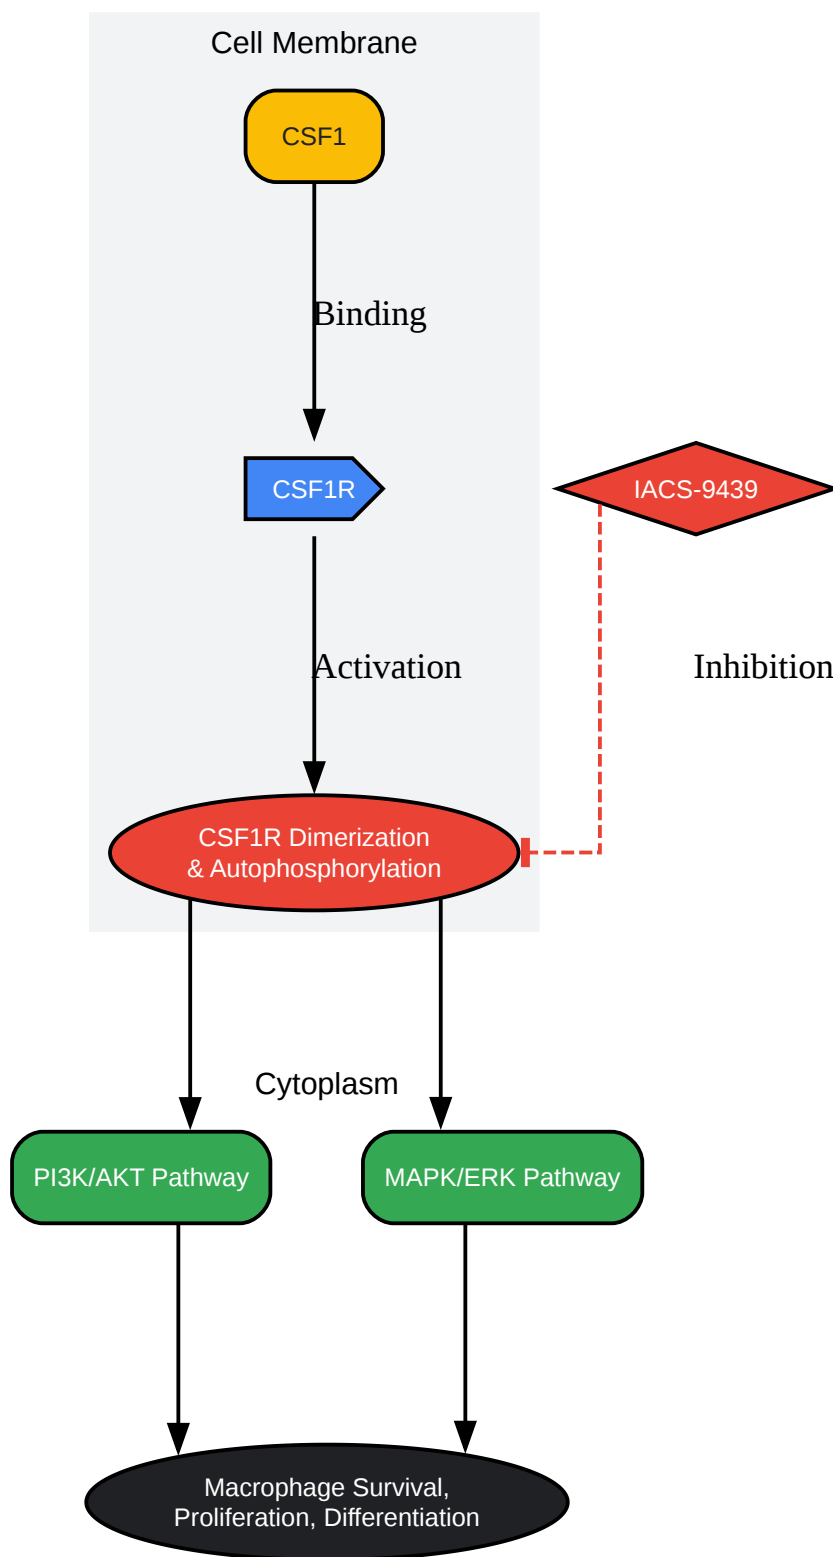 Cell Membrane
CSF1
Binding
CSF1R
IACS-9439
Activation
Inhibition
CSF1R Dimerization
& Autophosphorylation
Cytoplasm
PI3K/AKT Pathway
MAPK/ERK Pathway
Macrophage Survival,
Proliferation, Differentiation